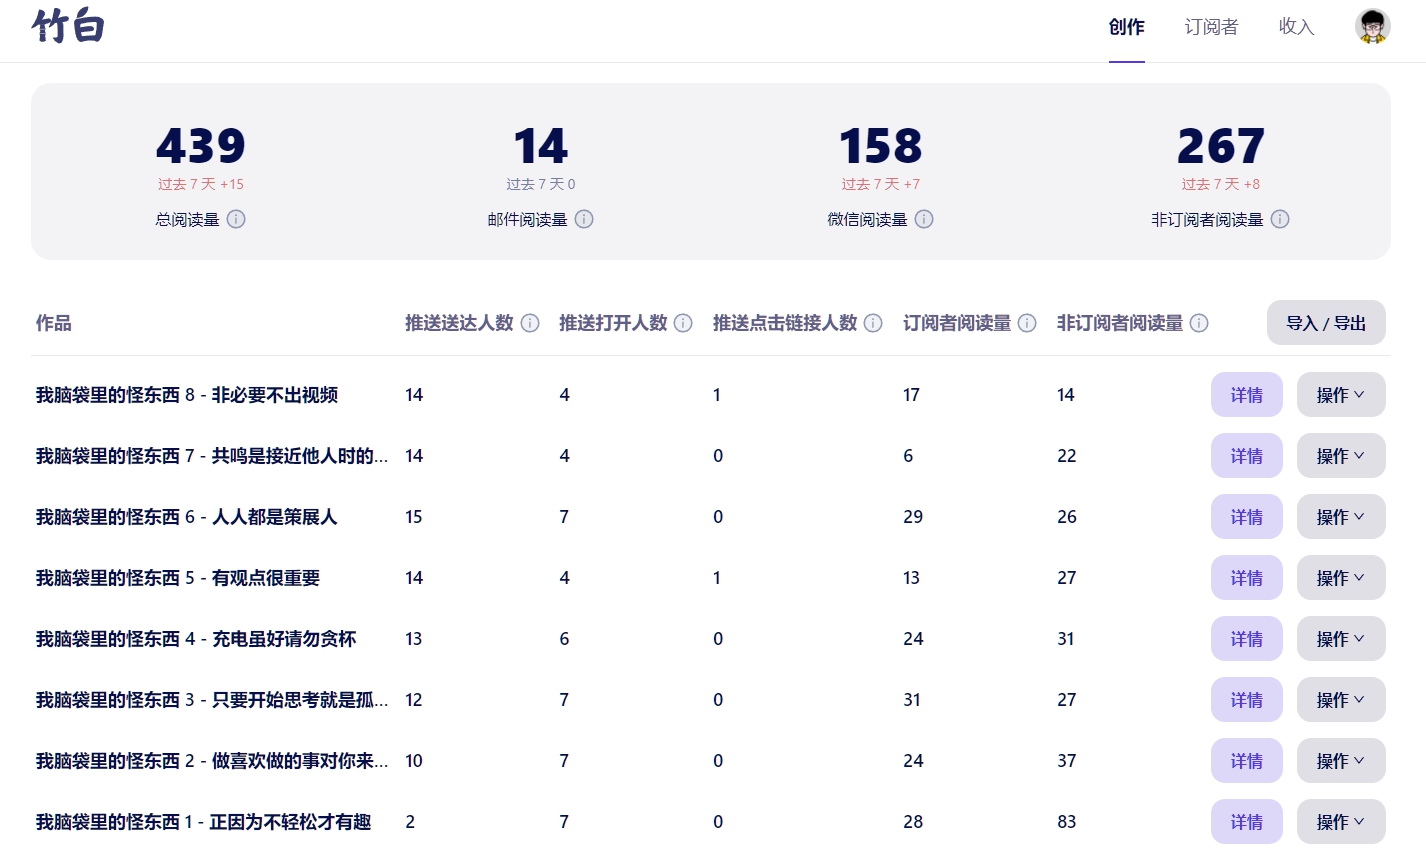 竹白
创作 订阅者 收入
439 14 158 267
过去 7 天 +15 过去 7 天 0 过去 7 天 +7 过去 7 天 +8
总阅读量 邮件阅读量 微信阅读量 非订阅者阅读量
作品 推送送达人数 推送打开人数 推送点击链接人数 订阅者阅读量 非订阅者阅读量 导入 / 导出
我脑袋里的怪东西 8 - 非必要不出视频 14 4 1 17 14 详情 操作
我脑袋里的怪东西 7 - 共鸣是接近他人时的... 14 4 0 6 22 详情 操作
我脑袋里的怪东西 6 - 人人都是策展人 15 7 0 29 26 详情 操作
我脑袋里的怪东西 5 - 有观点很重要 14 4 1 13 27 详情 操作
我脑袋里的怪东西 4 - 充电虽好请勿贪杯 13 6 0 24 31 详情 操作
我脑袋里的怪东西 3 - 只要开始思考就是孤... 12 7 0 31 27 详情 操作
我脑袋里的怪东西 2 - 做喜欢做的事对你来... 10 7 0 24 37 详情 操作
我脑袋里的怪东西 1 - 正因为不轻松才有趣 2 7 0 28 83 详情 操作